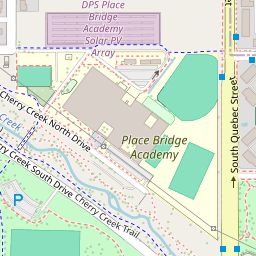 DPS Place
Bridge
Academy
Solar PV
Array
Cherry Creek North Drive
Place Bridge
Academy
South Quebec Street
Creek
Cherry Creek South Drive
Cherry Creek Trail
P